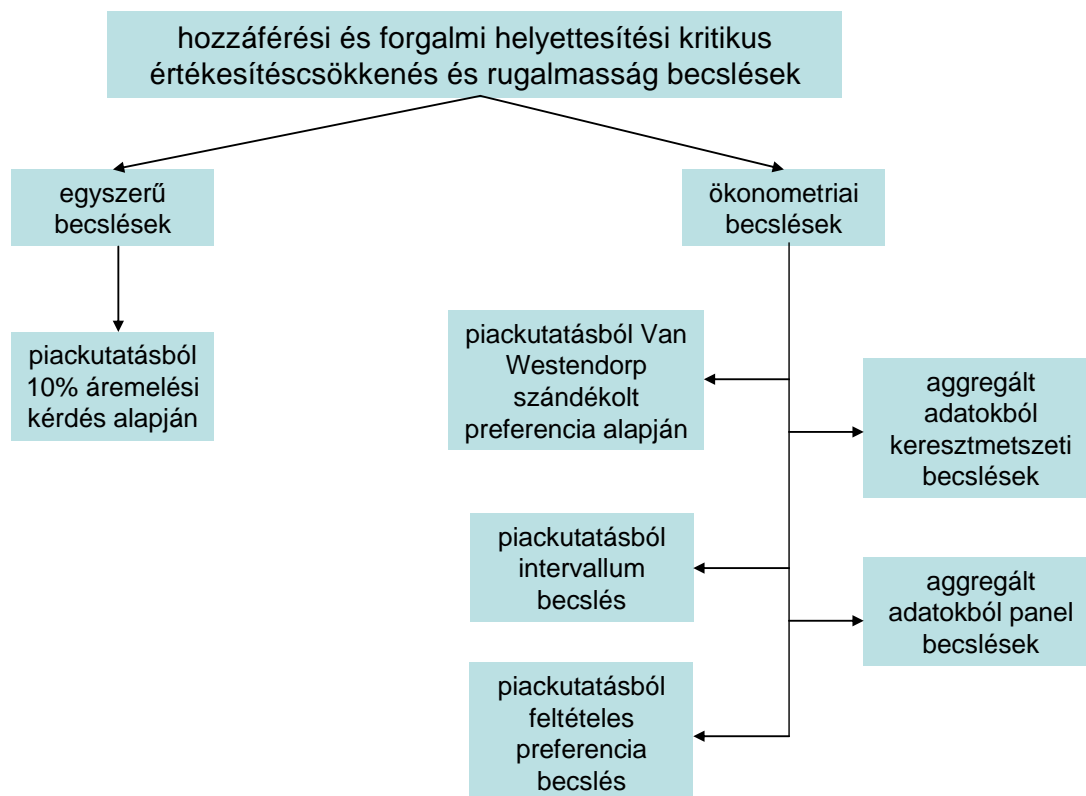 hozzáférési és forgalmi helyettesítési kritikus
értékesítéscsökkenés és rugalmasság becslések
egyszerű
becslések
ökonometriai
becslések
piackutatásból
10% áremelési
kérdés alapján
piackutatásból Van
Westendorp
szándékolt
preferencia alapján
aggregált
adatokból
keresztmetszeti
becslések
piackutatásból
intervallum
becslés
aggregált
adatokból panel
becslések
piackutatásból
feltételes
preferencia
becslés